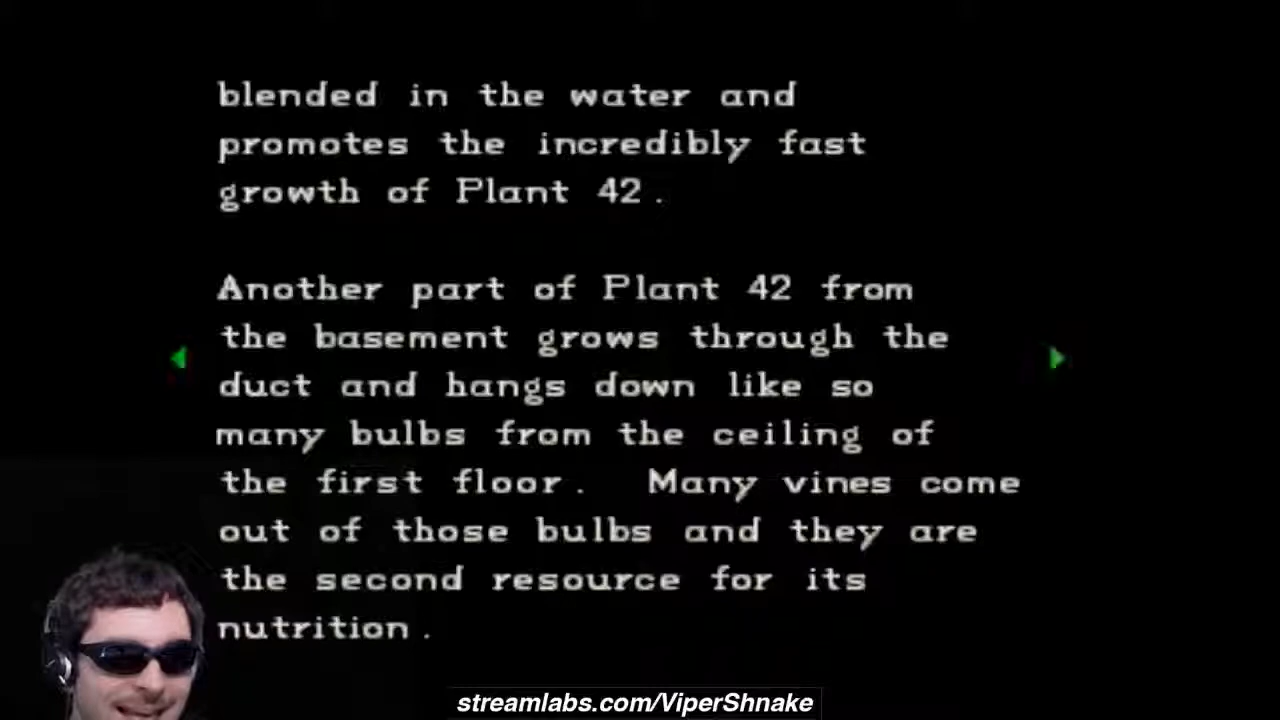 blended in the water and
promotes the incredibly fast
growth of Plant 42.
Another part of Plant 42 from
the basement grows through the
duct and hangs down like so
many bulbs from the ceiling of
the first floor. Many vines come
out of those bulbs and they are
the second resource for its
nutrition.
streamlabs.com/ViperShnake